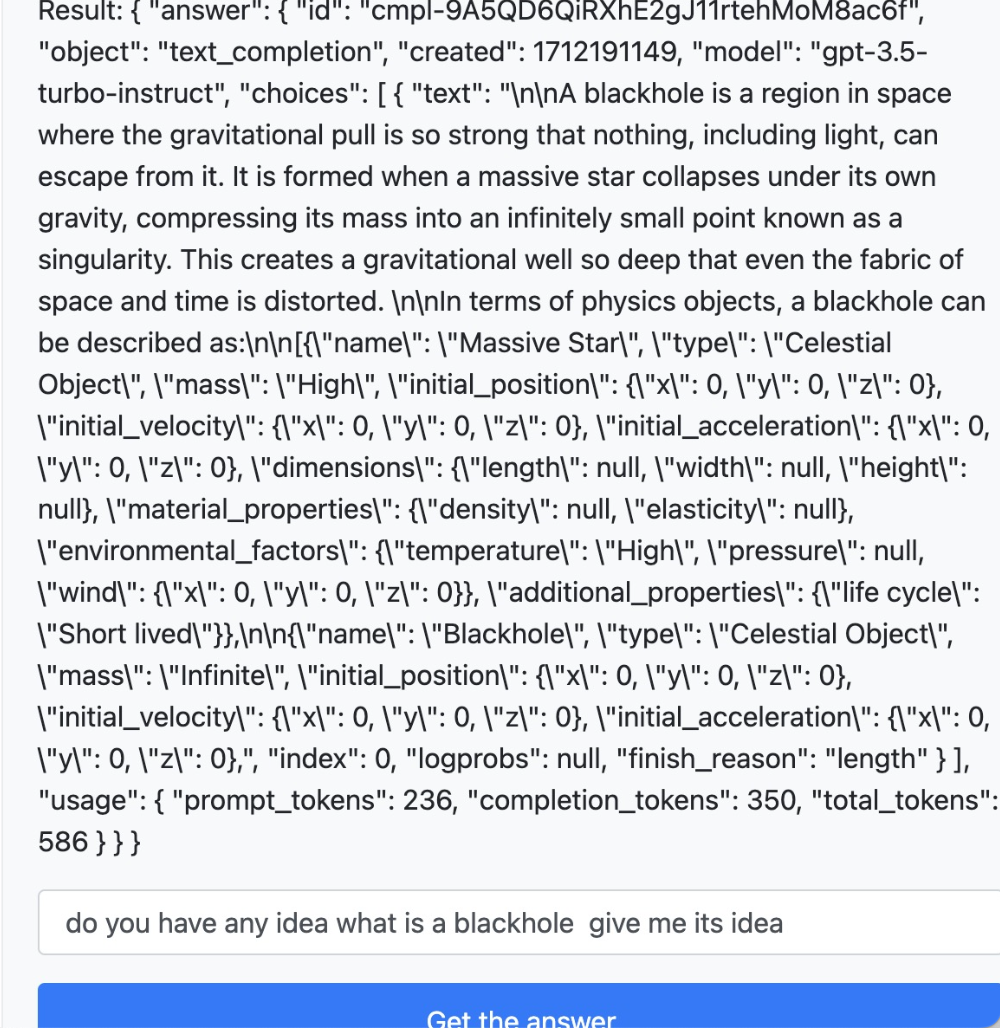 Result: { "answer": { "id": "cmpl-9A5QD6QiRXhE2gJ11rtehMoM8ac6f",
"object": "text_completion", "created": 1712191149, "model": "gpt-3.5-
turbo-instruct", "choices": [ { "text": "\n\nA blackhole is a region in space
where the gravitational pull is so strong that nothing, including light, can
escape from it. It is formed when a massive star collapses under its own
gravity, compressing its mass into an infinitely small point known as a
singularity. This creates a gravitational well so deep that even the fabric of
space and time is distorted. \n\nIn terms of physics objects, a blackhole can
be described as:\n\n[{\"name\": \"Massive Star\", \"type\": \"Celestial
Object\", \"mass\": \"High\", \"initial_position\": {\"x\": 0, \"y\": 0, \"z\": 0},
\"initial_velocity\": {\"x\": 0, \"y\": 0, \"z\": 0}, \"initial_acceleration\": {\"x\": 0,
\"y\": 0, \"z\": 0}, \"dimensions\": {\"length\": null, \"width\": null, \"height\":
null}, \"material_properties\": {\"density\": null, \"elasticity\": null},
\"environmental_factors\": {\"temperature\": \"High\", \"pressure\": null,
\"wind\": {\"x\": 0, \"y\": 0, \"z\": 0}}, \"additional_properties\": {\"life cycle\":
\"Short lived\"}},\n\n{\"name\": \"Blackhole\", \"type\": \"Celestial Object\",
\"mass\": \"Infinite\", \"initial_position\": {\"x\": 0, \"y\": 0, \"z\": 0},
\"initial_velocity\": {\"x\": 0, \"y\": 0, \"z\": 0}, \"initial_acceleration\": {\"x\": 0,
\"y\": 0, \"z\": 0},", "index": 0, "logprobs": null, "finish_reason": "length" } ],
"usage": { "prompt_tokens": 236, "completion_tokens": 350, "total_tokens":
586 } } }
do you have any idea what is a blackhole  give me its idea
Get the answer